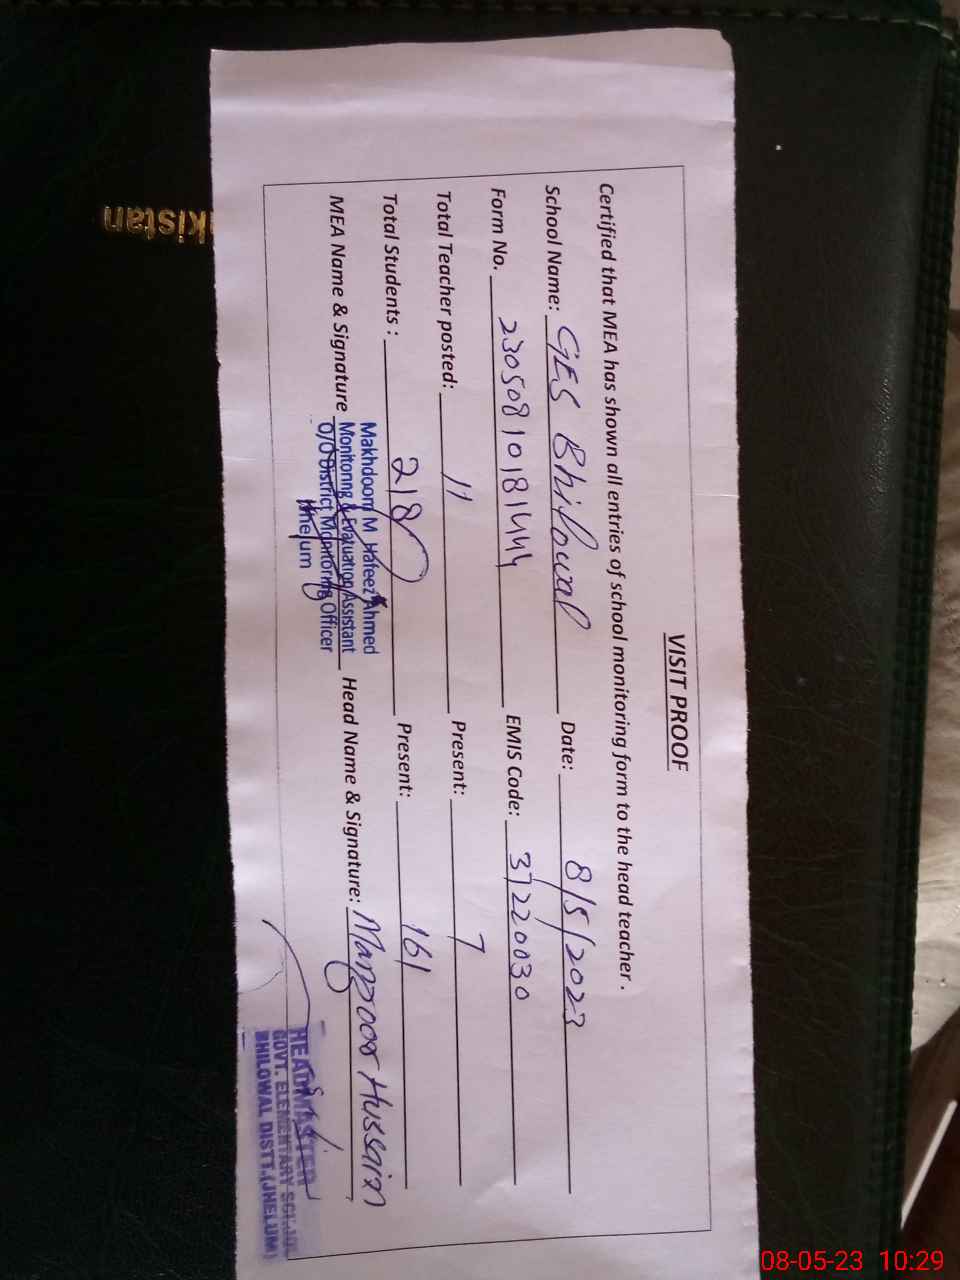 VISIT PROOF
Certified that MEA has shown all entries of school monitoring form to the head teacher .
School Name: GES Bhilowal Date: 8/5/2023
Form No. 23050810181444 EMIS Code: 37220030
Total Teacher posted: 11 Present: 7
Total Students : 218 Present: 161
MEA Name & Signature Head Name & Signature: Manzoor Hussain
Makhdoom M Hafeez Ahmed
Monitoring & Evaluation Assistant
O/O District Monitoring Officer
Jhelum
HEADMASTER
GOVT. ELEMENTARY SCHOOL
BHILOWAL DISTT.(JHELUM)
kistan
08-05-23 10:29